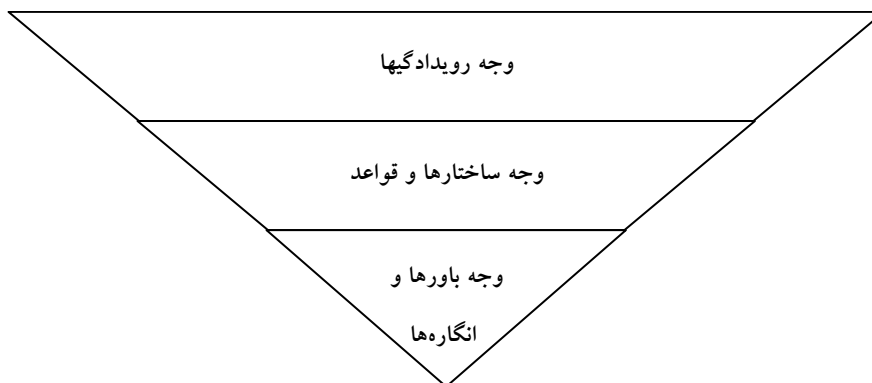 وجه رویدادگیها
وجه ساختارها و قواعد
وجه باورها و
انگاره‌ها